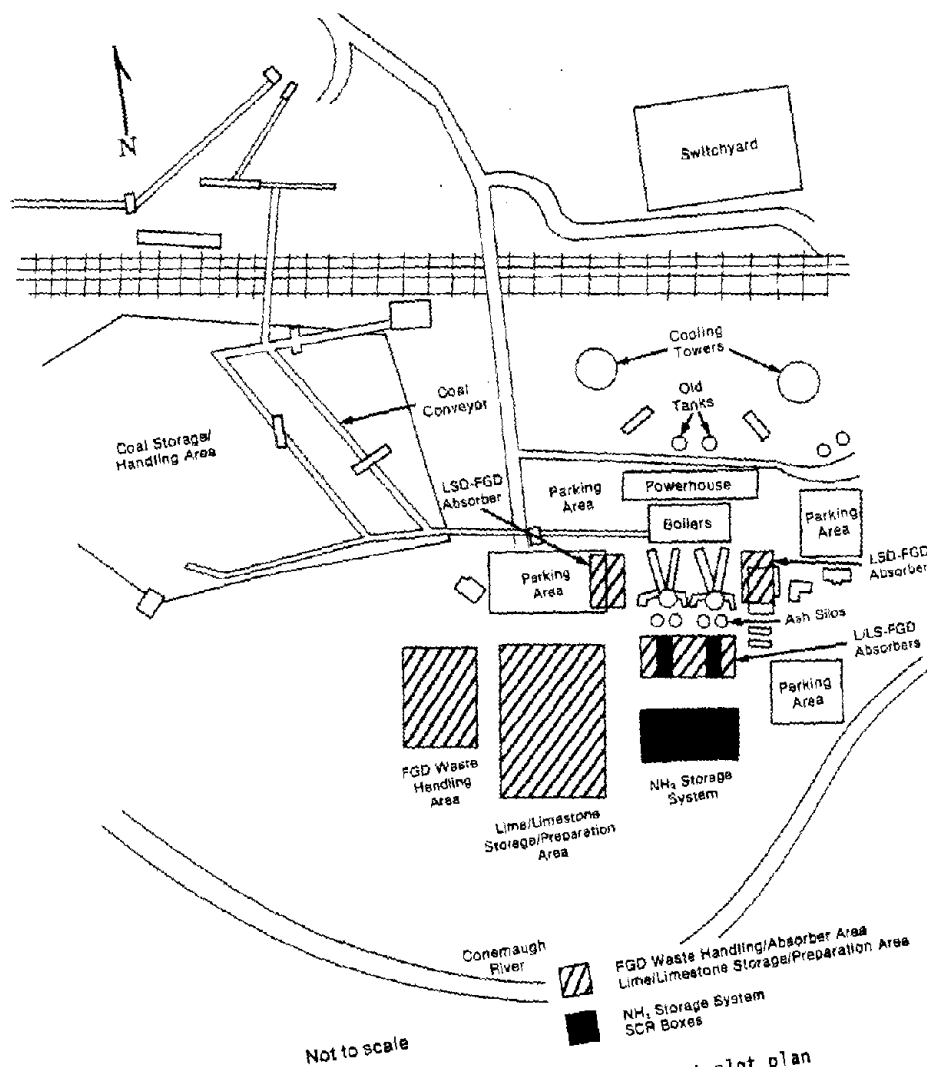 N
Switchyard
Cooling
Towers
Old
Tanks
Coal
Conveyor
Coal Storage/
Handling Area
LSD-FGD
Absorber
Parking
Area
Powerhouse
Boilers
Parking
Area
Parking
Area
LSD-FGD
Absorber
Ash Silos
L/LS-FGD
Absorbers
Parking
Area
FGD Waste
Handling
Area
NH₃ Storage
System
Lime/Limestone
Storage/Preparation
Area
Conemaugh
River
FGD Waste Handling/Absorber Area
Lime/Limestone Storage/Preparation Area
NH₃ Storage System
SCR Boxes
Not to scale
plot plan